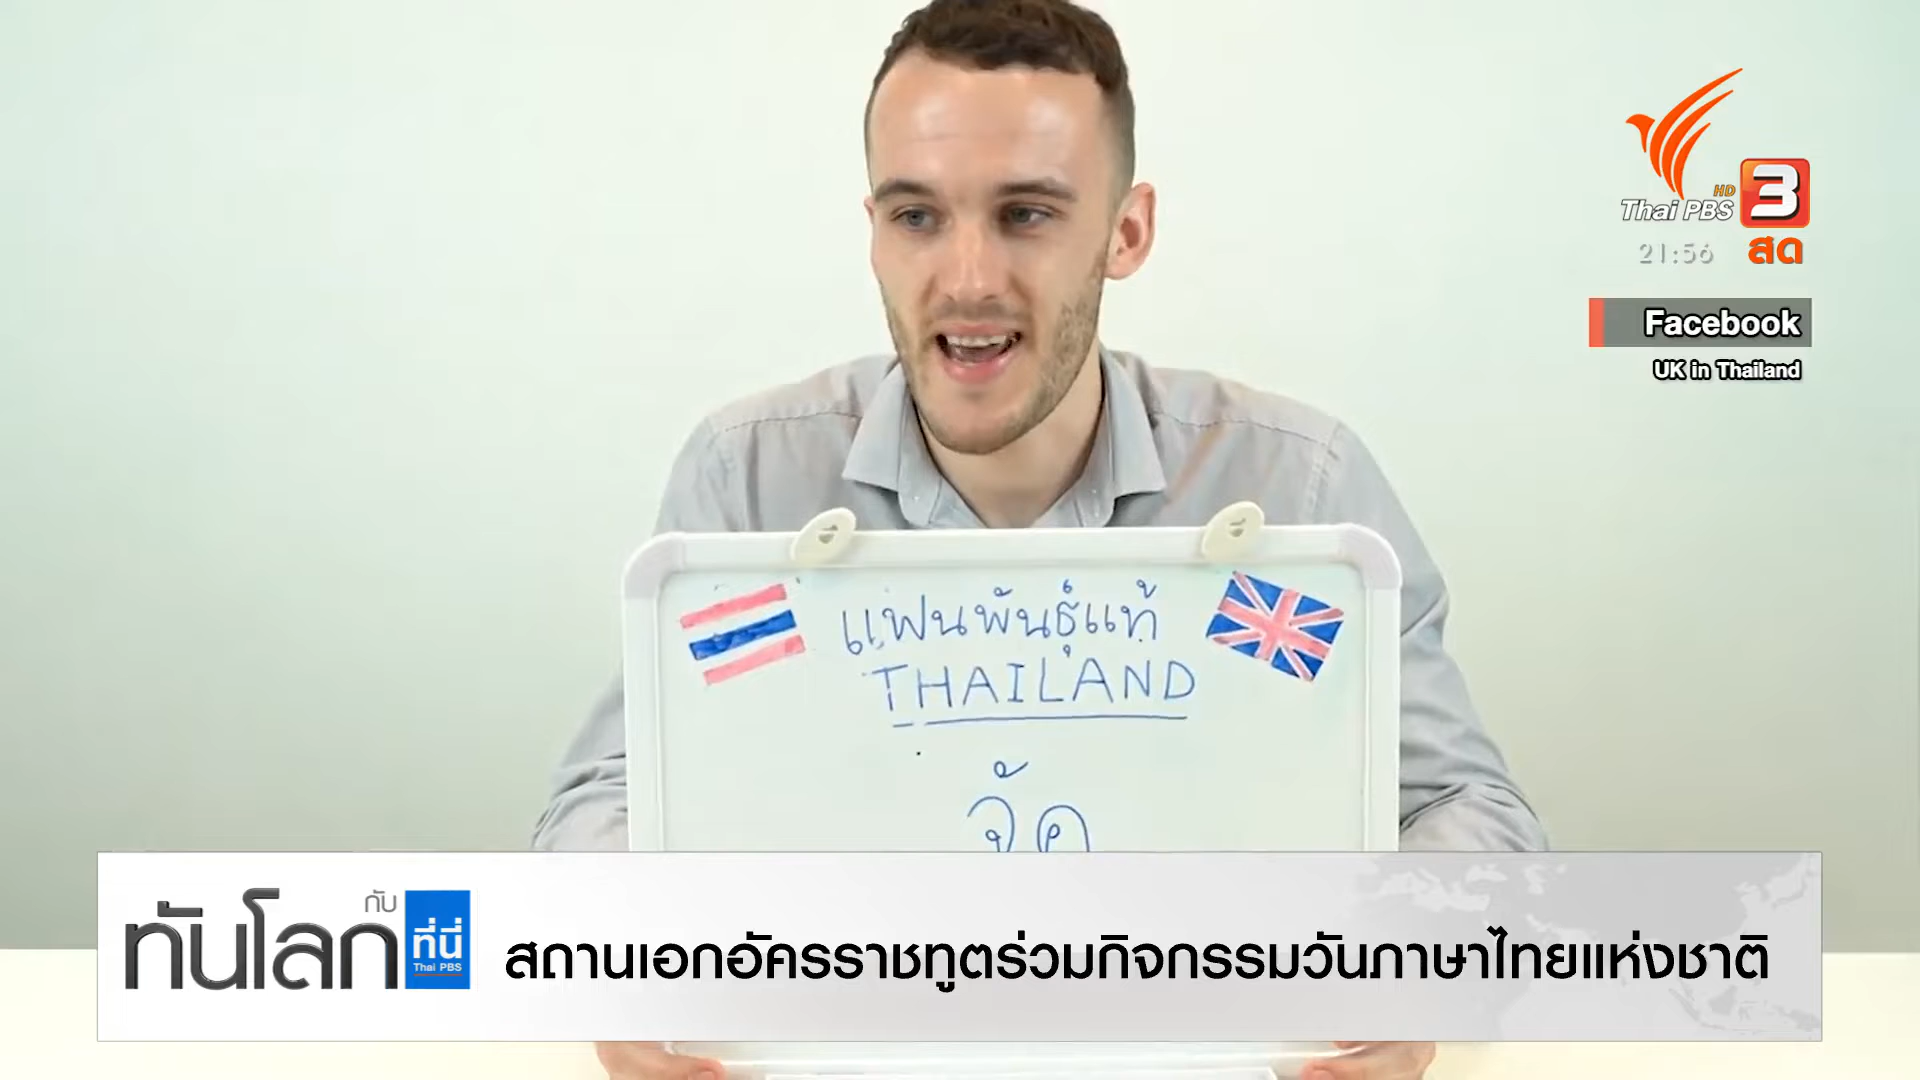 HD
Thai PBS 3
21:56 สด
Facebook
UK in Thailand
แฟนพันธุ์แท้
THAILAND
จั๊ค
ทันโลก กับ ที่นี่ Thai PBS
สถานเอกอัครราชทูตร่วมกิจกรรมวันภาษาไทยแห่งชาติ